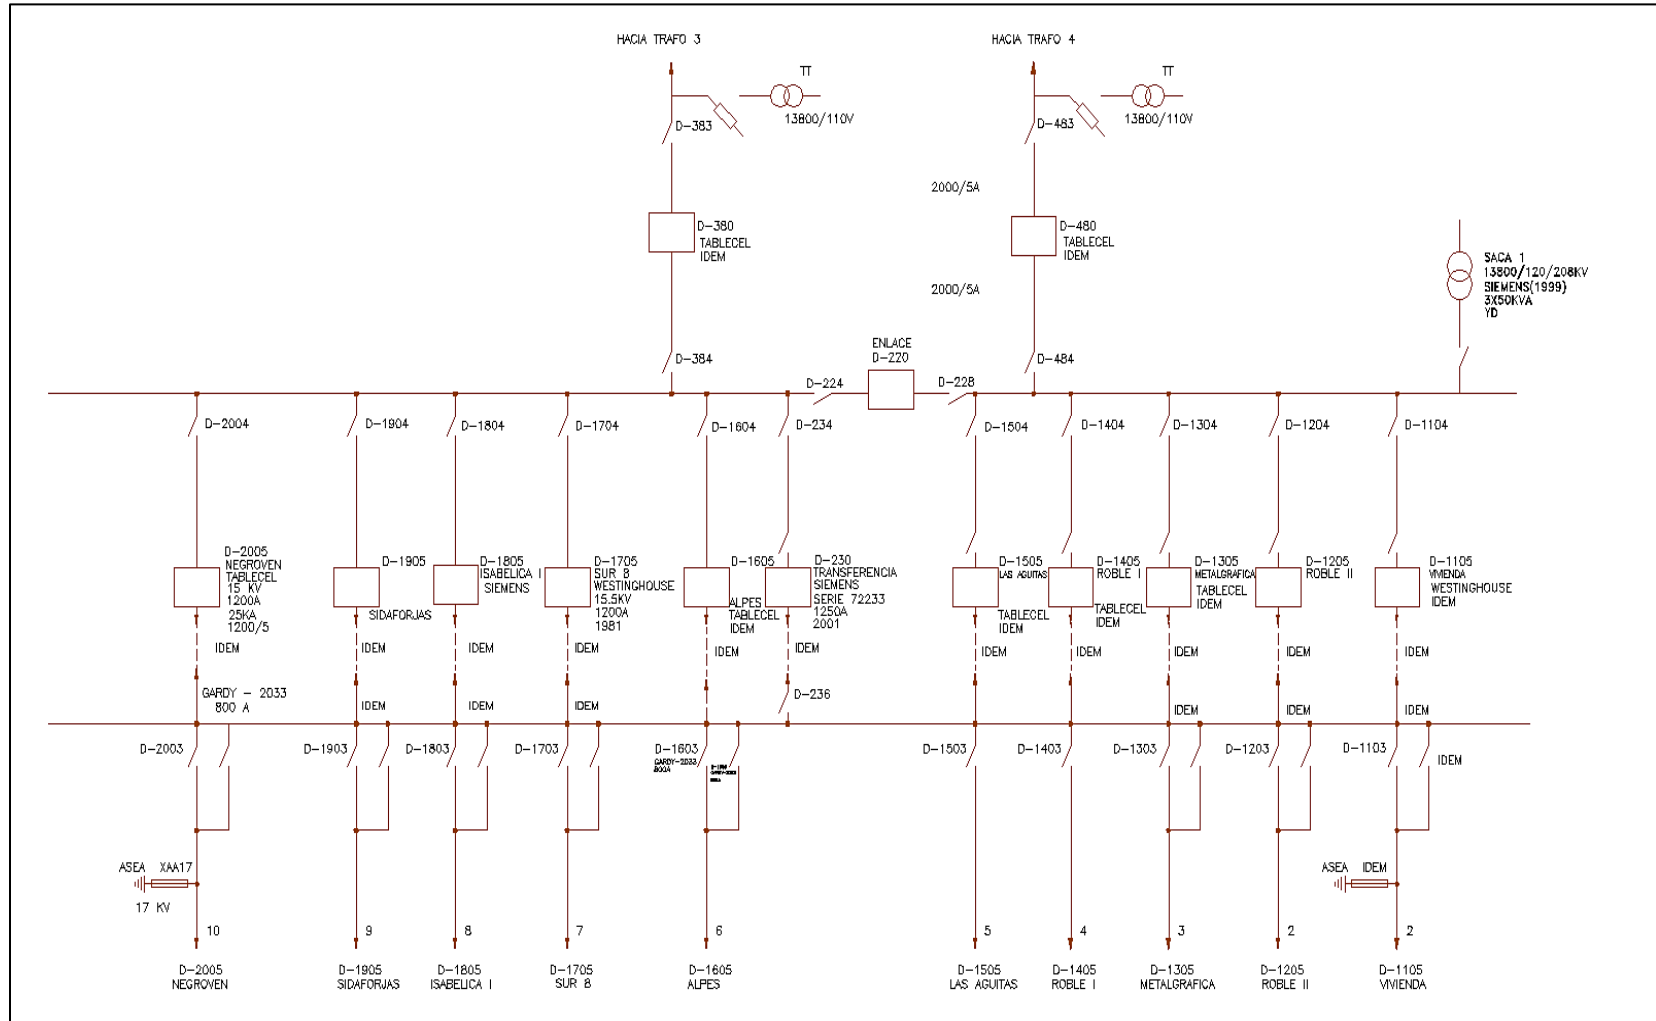 HACIA TRAFO 3
HACIA TRAFO 4
TT
13800/110V
TT
13800/110V
D-383
D-483
2000/5A
D-380
TABLECEL
IDEM
D-480
TABLECEL
IDEM
2000/5A
SACA 1
13800/120/208KV
SIEMENS(1999)
3X50KVA
YD
D-384
D-484
ENLACE
D-220
D-224
D-228
D-2004
D-1904
D-1804
D-1704
D-1604
D-234
D-1504
D-1404
D-1304
D-1204
D-1104
D-2005
NEGROVEN
TABLECEL
15 KV
1200A
25KA
1200/5
D-1905
SIDAFORJAS
D-1805
ISABELICA I
SIEMENS
D-1705
SUR 8
WESTINGHOUSE
15.5KV
1200A
1981
D-1605
ALPES
TABLECEL
IDEM
D-230
TRANSFERENCIA
SIEMENS
SERIE 72233
1250A
2001
D-1505
LAS AGUITAS
TABLECEL
IDEM
D-1405
ROBLE I
TABLECEL
IDEM
D-1305
METALGRAFICA
TABLECEL
IDEM
D-1205
ROBLE II
D-1105
VIVIENDA
WESTINGHOUSE
IDEM
IDEM
IDEM
IDEM
IDEM
IDEM
IDEM
IDEM
IDEM
IDEM
IDEM
IDEM
GARDY - 2033
800 A
IDEM
IDEM
IDEM
D-236
IDEM
IDEM
IDEM
D-2003
D-1903
D-1803
D-1703
D-1603
GARDY-2033
800A
D-1503
D-1403
D-1303
D-1203
D-1103
IDEM
ASEA XAA17
17 KV
ASEA IDEM
10
9
8
7
6
5
4
3
2
2
D-2005
NEGROVEN
D-1905
SIDAFORJAS
D-1805
ISABELICA I
D-1705
SUR 8
D-1605
ALPES
D-1505
LAS AGUITAS
D-1405
ROBLE I
D-1305
METALGRAFICA
D-1205
ROBLE II
D-1105
VIVIENDA